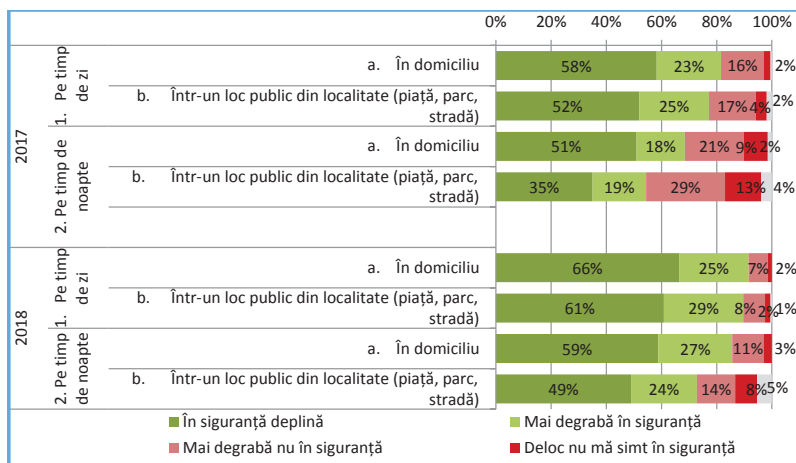 0% 20% 40% 60% 80% 100%
2017
1. Pe timp de zi
a. În domiciliu 58% 23% 16% 2%
b. Într-un loc public din localitate (piață, parc,
stradă) 52% 25% 17% 4% 2%
2. Pe timp de noapte
a. În domiciliu 51% 18% 21% 9% 2%
b. Într-un loc public din localitate (piață, parc,
stradă) 35% 19% 29% 13% 4%
2018
1. Pe timp de zi
a. În domiciliu 66% 25% 7% 2%
b. Într-un loc public din localitate (piață, parc,
stradă) 61% 29% 8% 2% 1%
2. Pe timp de noapte
a. În domiciliu 59% 27% 11% 3%
b. Într-un loc public din localitate (piață, parc,
stradă) 49% 24% 14% 8% 5%
În siguranță deplină Mai degrabă în siguranță
Mai degrabă nu în siguranță Deloc nu mă simt în siguranță